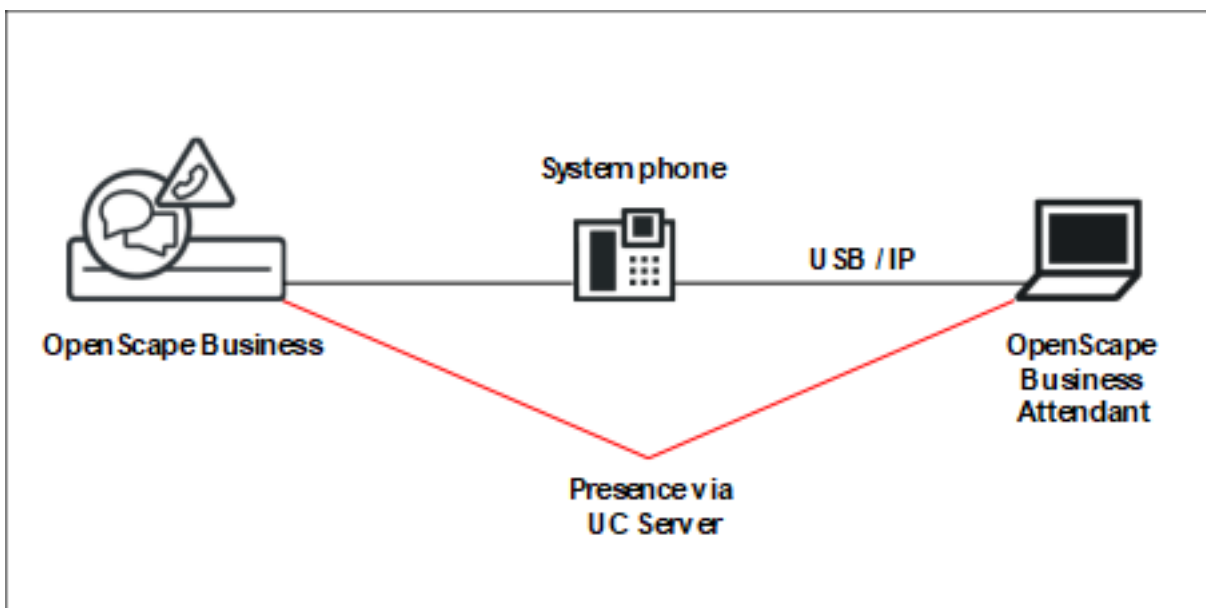 System phone
USB / IP
OpenScape Business
OpenScape
Business
Attendant
Presence via
UC Server